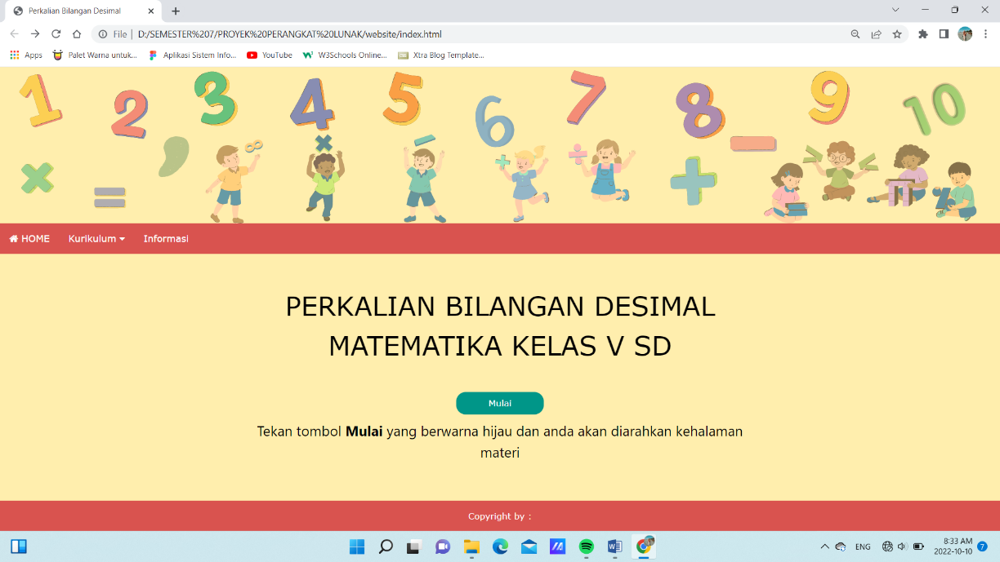 Perkalian Bilangan Desimal
File | D:/SEMESTER%207/PROYEK%20PERANGKAT%20LUNAK/website/index.html
Apps Palet Warna untuk... Aplikasi Sistem Info... YouTube W3Schools Online... Xtra Blog Template...
1 2 3 4 5 6 7 8 9 10
HOME Kurikulum Informasi
PERKALIAN BILANGAN DESIMAL
MATEMATIKA KELAS V SD
Mulai
Tekan tombol Mulai yang berwarna hijau dan anda akan diarahkan kehalaman
materi
Copyright by :
ENG
8:33 AM
2022-10-10
7